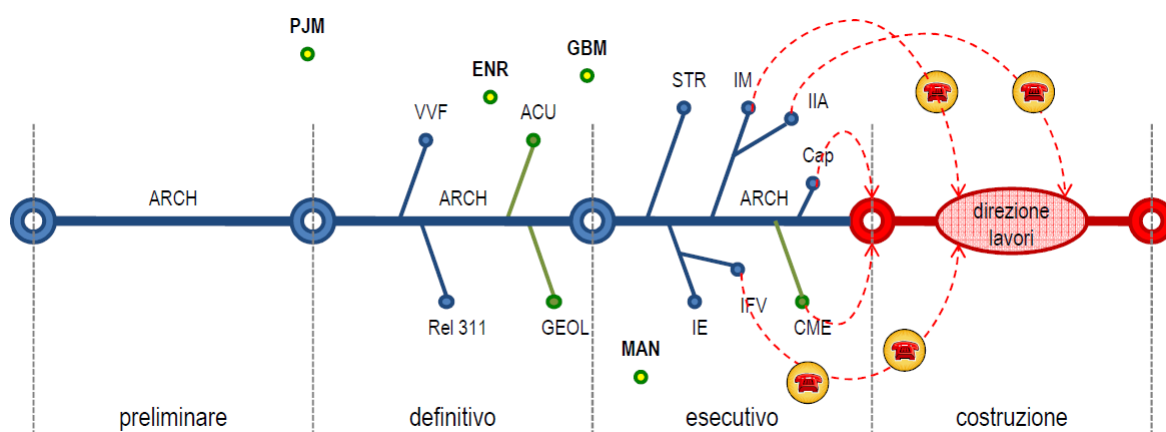 PJM
GBM
ENR
STR
IM
IIA
VVF
ACU
Cap
ARCH
ARCH
ARCH
direzione
lavori
Rel 311
GEOL
IE
IFV
CME
MAN
preliminare
definitivo
esecutivo
costruzione